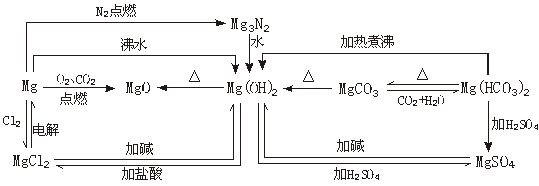 N₂点燃
Mg₃N₂
沸水
水
加热煮沸
Mg
O₂、CO₂
点燃
MgO
△
Mg(OH)₂
△
MgCO₃
△
CO₂+H₂O
Mg(HCO₃)₂
Cl₂
电解
加H₂SO₄
MgCl₂
加碱
加盐酸
加碱
加H₂SO₄
MgSO₄